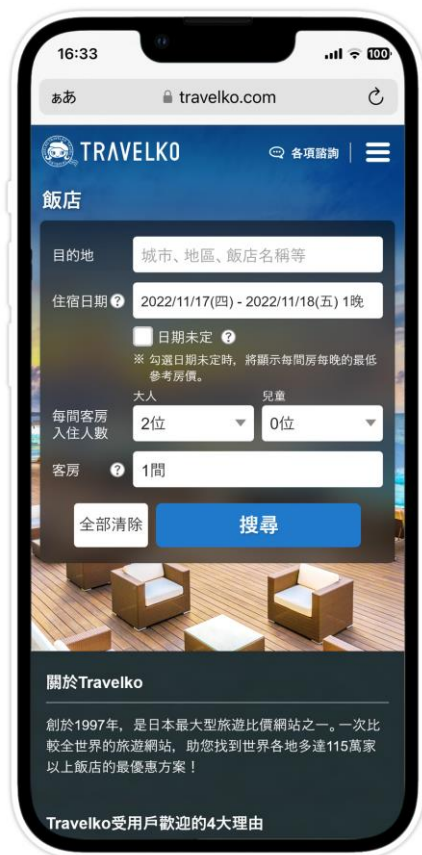 16:33
100
ぁあ
travelko.com
TRAVELKO
各項諮詢
飯店
目的地
城市、地區、飯店名稱等
住宿日期
?
2022/11/17(四) - 2022/11/18(五) 1晚
日期未定
?
※ 勾選日期未定時，將顯示每間房每晚的最低
參考房價。
大人
兒童
每間客房
入住人數
2位
0位
客房
?
1間
全部清除
搜尋
關於Travelko
創於1997年，是日本最大型旅遊比價網站之一。一次比
較全世界的旅遊網站，助您找到世界各地多達115萬家
以上飯店的最優惠方案！
Travelko受用戶歡迎的4大理由